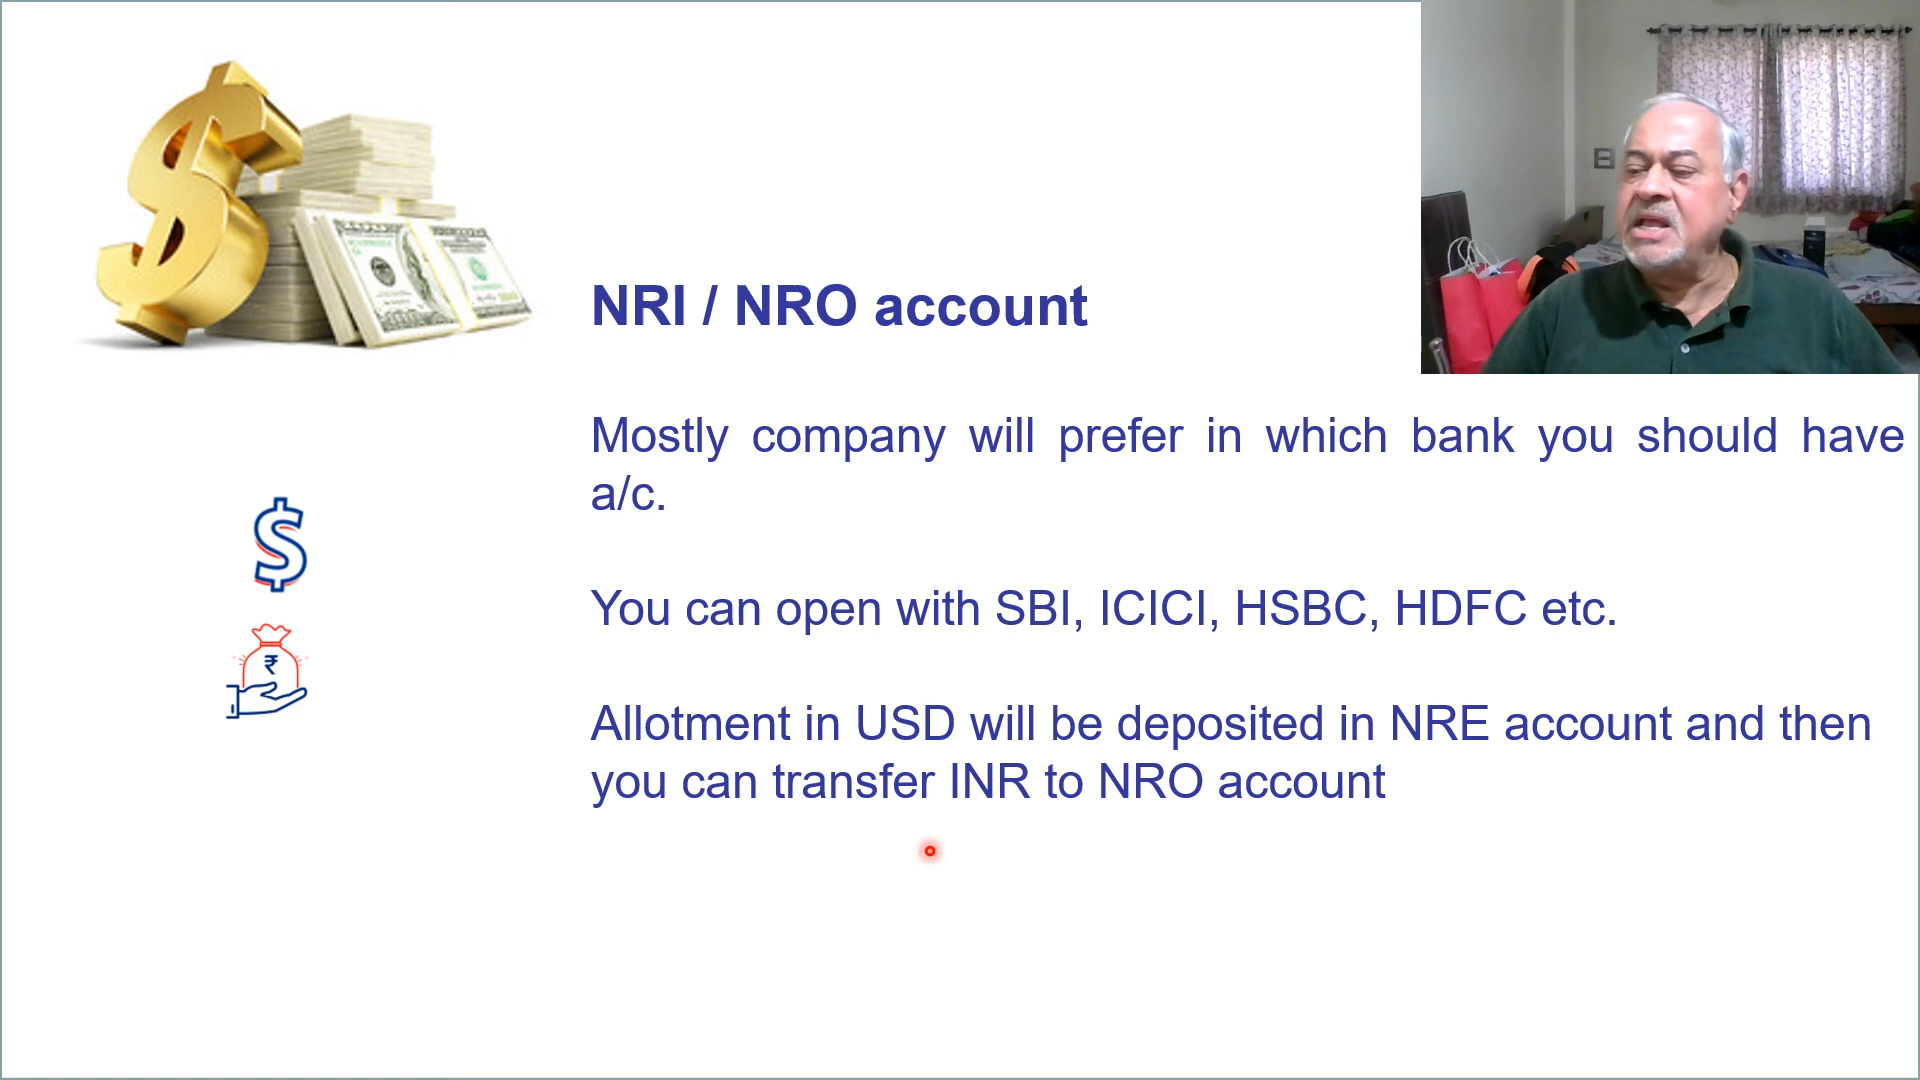 NRI / NRO account
Mostly company will prefer in which bank you should have
a/c.
You can open with SBI, ICICI, HSBC, HDFC etc.
Allotment in USD will be deposited in NRE account and then
you can transfer INR to NRO account
$
₹